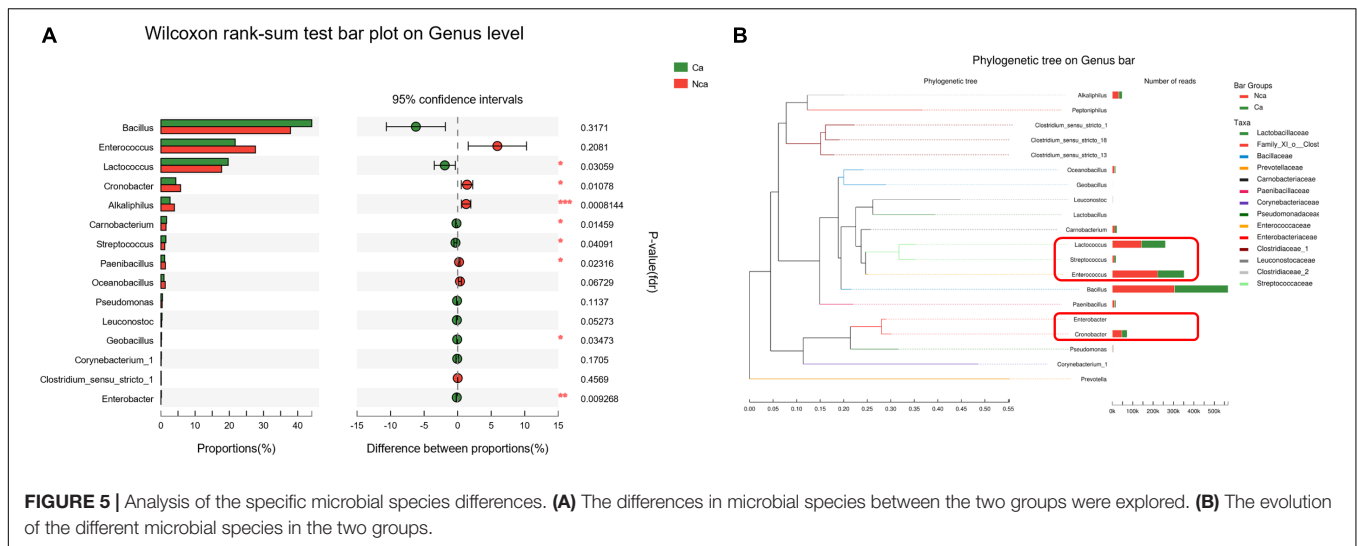 A
Wilcoxon rank-sum test bar plot on Genus level
Ca
Nca
95% confidence intervals
Bacillus
0.3171
Enterococcus
0.2081
Lactococcus
*
0.03059
Cronobacter
*
0.01078
Alkaliphilus
***
0.0008144
Carnobacterium
*
0.01459
Streptococcus
*
0.04091
Paenibacillus
*
0.02316
Oceanobacillus
0.06729
Pseudomonas
0.1137
Leuconostoc
0.05273
Geobacillus
*
0.03473
Corynebacterium_1
0.1705
Clostridium_sensu_stricto_1
0.4569
Enterobacter
**
0.009268
P-value(fdr)
0 20 40
Proportions(%)
-15 -10 -5 0 5 10 15
Difference between proportions(%)
B
Phylogenetic tree on Genus bar
Phylogenetic tree
Number of reads
Alkaliphilus
Peptoniphilus
Clostridium_sensu_stricto_1
Clostridium_sensu_stricto_18
Clostridium_sensu_stricto_13
Oceanobacillus
Geobacillus
Leuconostoc
Lactobacillus
Carnobacterium
Lactococcus
Streptococcus
Enterococcus
Bacillus
Paenibacillus
Enterobacter
Cronobacter
Pseudomonas
Corynebacterium_1
Prevotella
0.00 0.05 0.10 0.15 0.20 0.25 0.30 0.35 0.40 0.45 0.50 0.55
0k 100k 200k 300k 400k 500k
Bar Groups
Nca
Ca
Taxa
Lactobacillaceae
Family_XI_o__Clost
Bacillaceae
Prevotellaceae
Carnobacteriaceae
Paenibacillaceae
Corynebacteriaceae
Pseudomonadaceae
Enterococcaceae
Enterobacteriaceae
Clostridiaceae_1
Leuconostocaceae
Clostridiaceae_2
Streptococcaceae
FIGURE 5 | Analysis of the specific microbial species differences. (A) The differences in microbial species between the two groups were explored. (B) The evolution
of the different microbial species in the two groups.